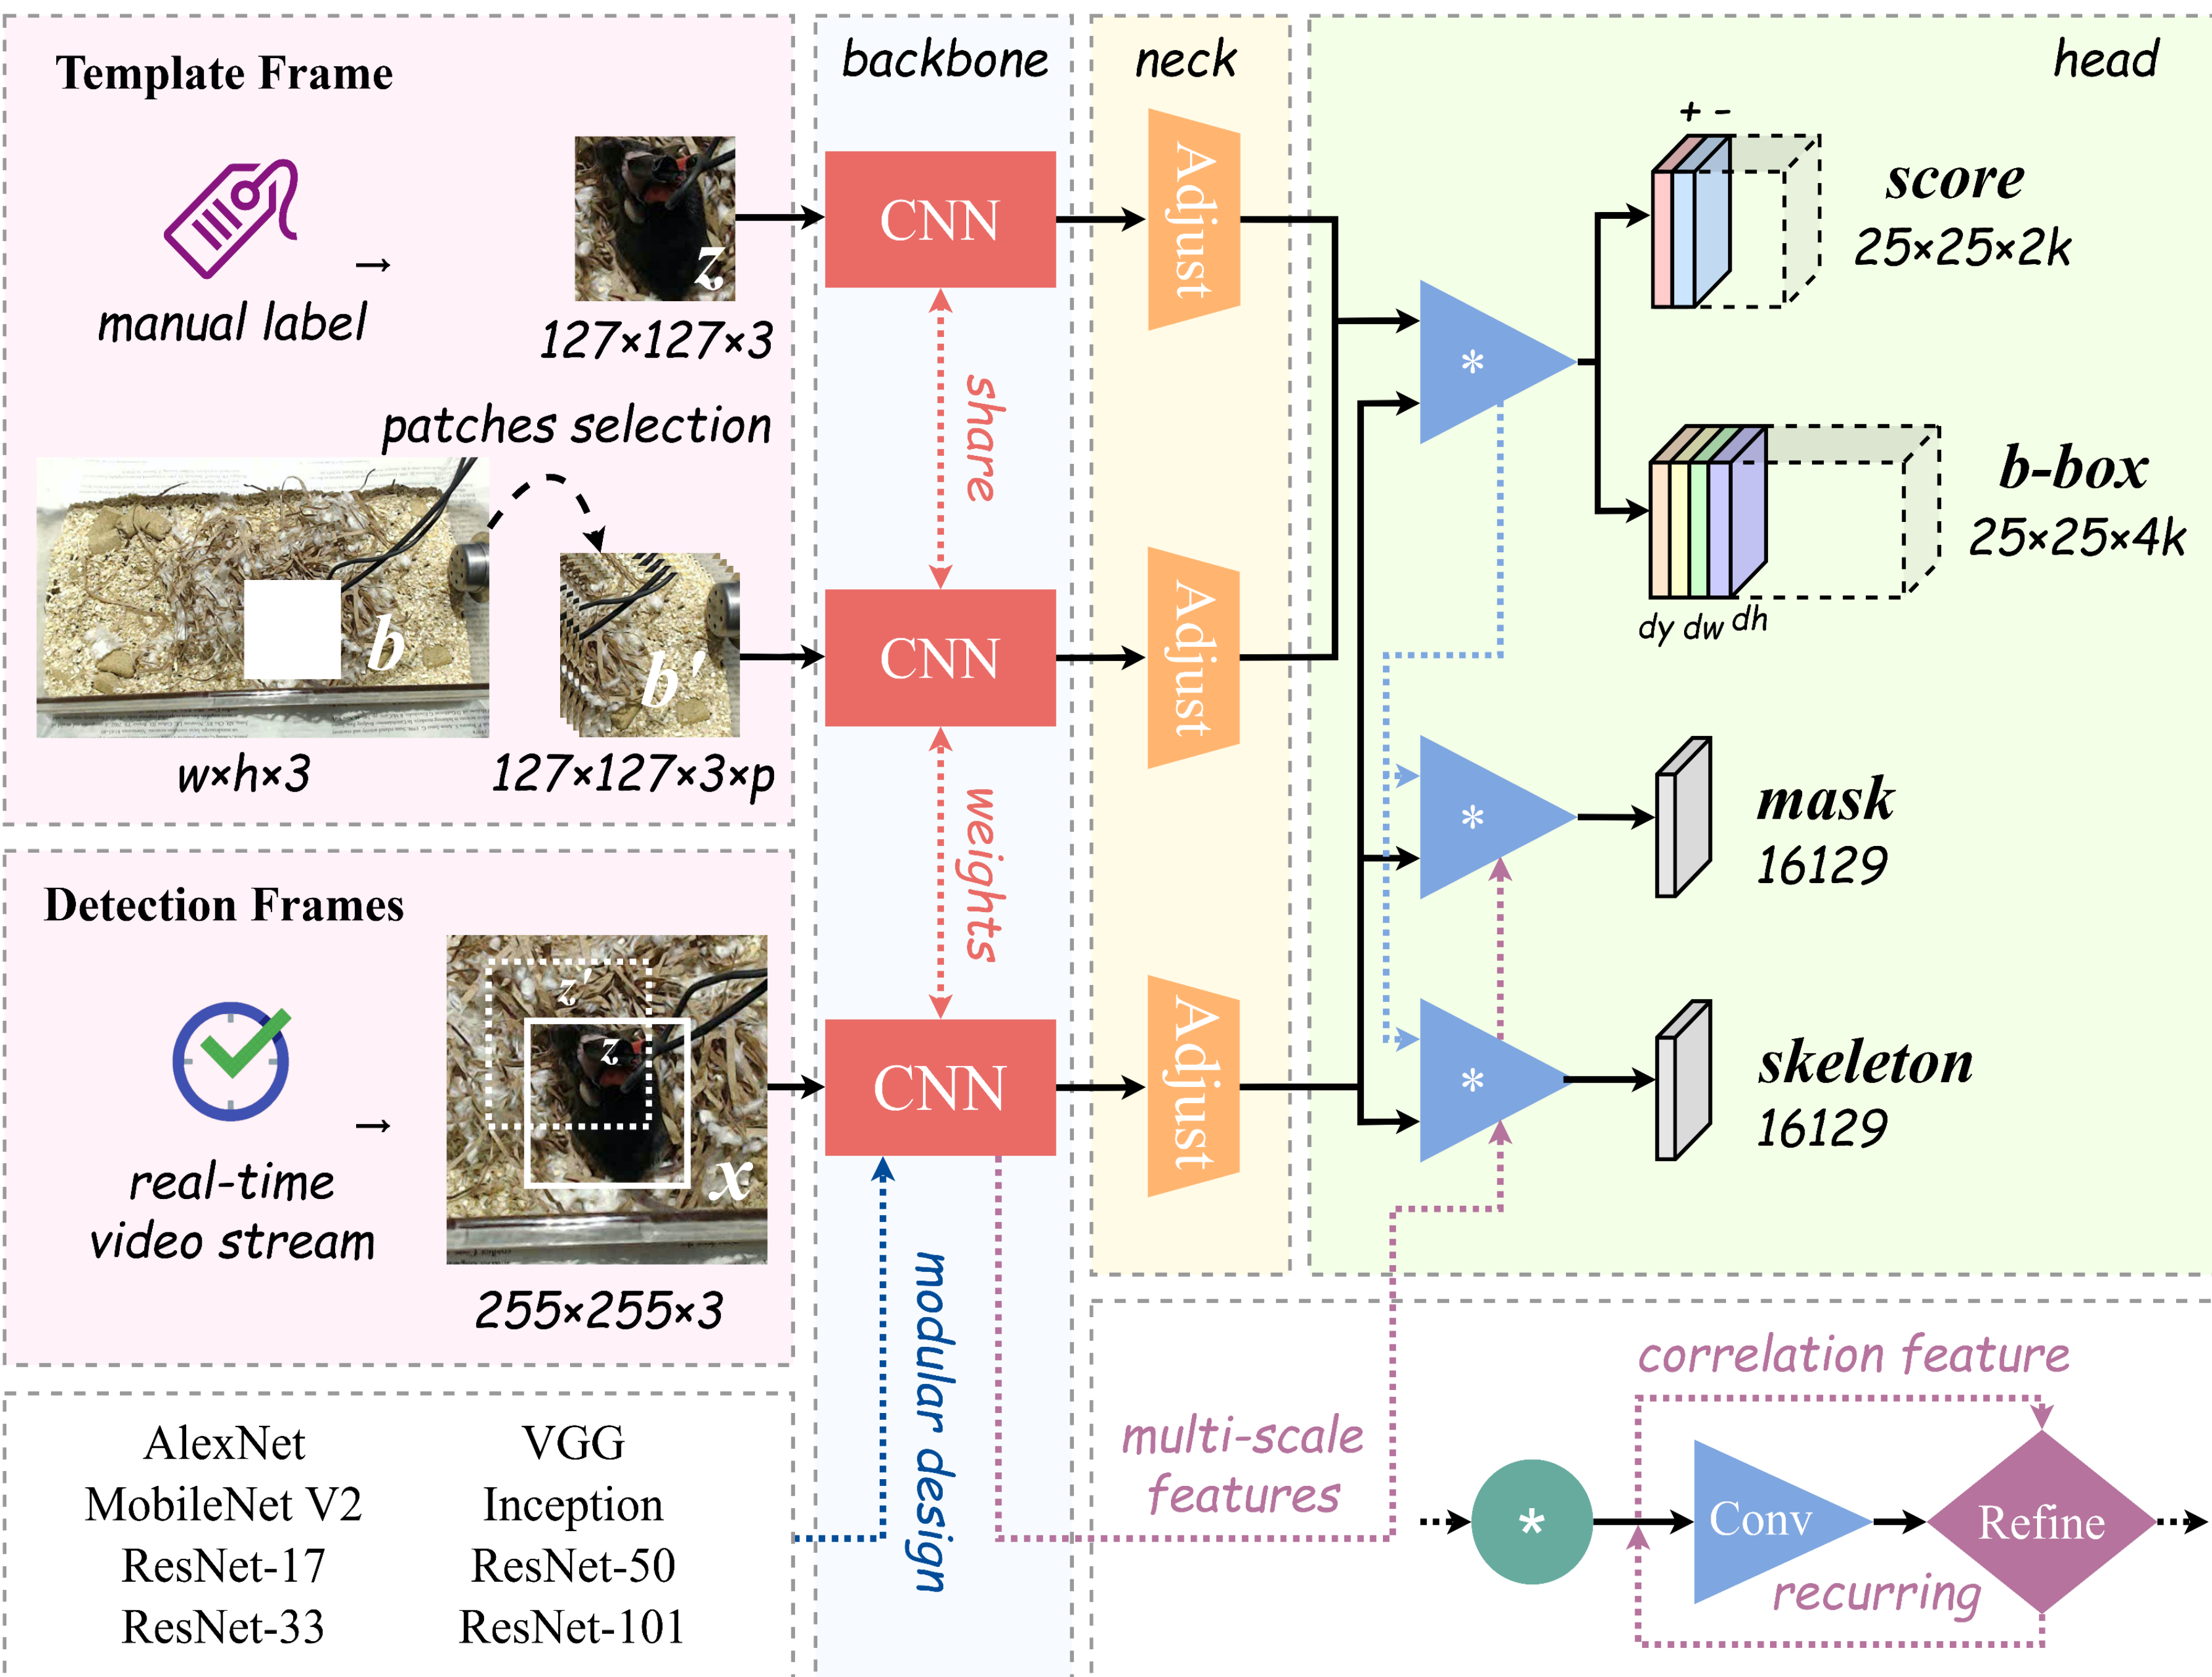 Template Frame
manual label
→
z
127×127×3
patches selection
b
w×h×3
b'
127×127×3×p
Detection Frames
real-time
video stream
→
z'
z
x
255×255×3
AlexNet
VGG
MobileNet V2
Inception
ResNet-17
ResNet-50
ResNet-33
ResNet-101
backbone
CNN
share
CNN
weights
CNN
modular design
neck
Adjust
Adjust
Adjust
head
*
+ -
score
25×25×2k
b-box
25×25×4k
dy dw dh
*
mask
16129
*
skeleton
16129
multi-scale
features
correlation feature
*
Conv
Refine
recurring